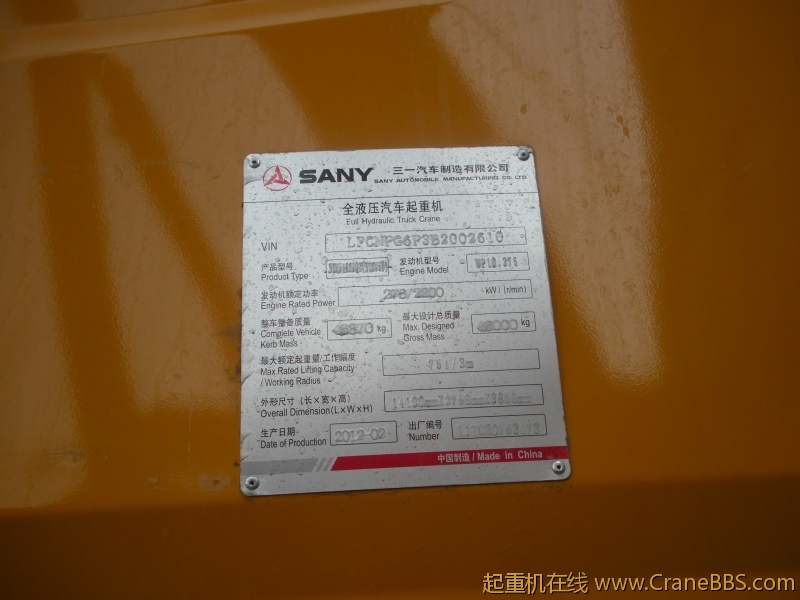 SANY 三一汽车制造有限公司
SANY AUTOMOBILE MANUFACTURING CO., LTD.
全液压汽车起重机
Full Hydraulic Truck Crane
VIN LFCNPG6P3B2002610
产品型号 发动机型号
Product Type Engine Model
发动机额定功率 276/2200 kW/(r/min)
Engine Rated Power
整车整备质量 kg 最大设计总质量 kg
Complete Vehicle Kerb Mass Max. Designed Gross Mass
最大额定起重量/工作幅度 75t/3m
Max.Rated Lifting Capacity
/ Working Radius
外形尺寸 (长×宽×高)
Overall Dimension(L×W×H)
生产日期 2012-02 出厂编号
Date of Production Number
中国制造 / Made in China
起重机在线 www.CraneBBS.com